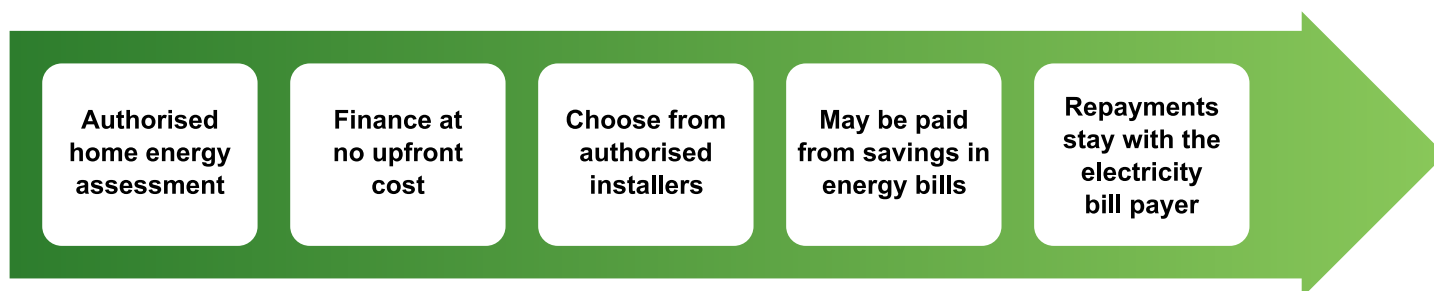 Authorised
home energy
assessment
Finance at
no upfront
cost
Choose from
authorised
installers
May be paid
from savings in
energy bills
Repayments
stay with the
electricity
bill payer